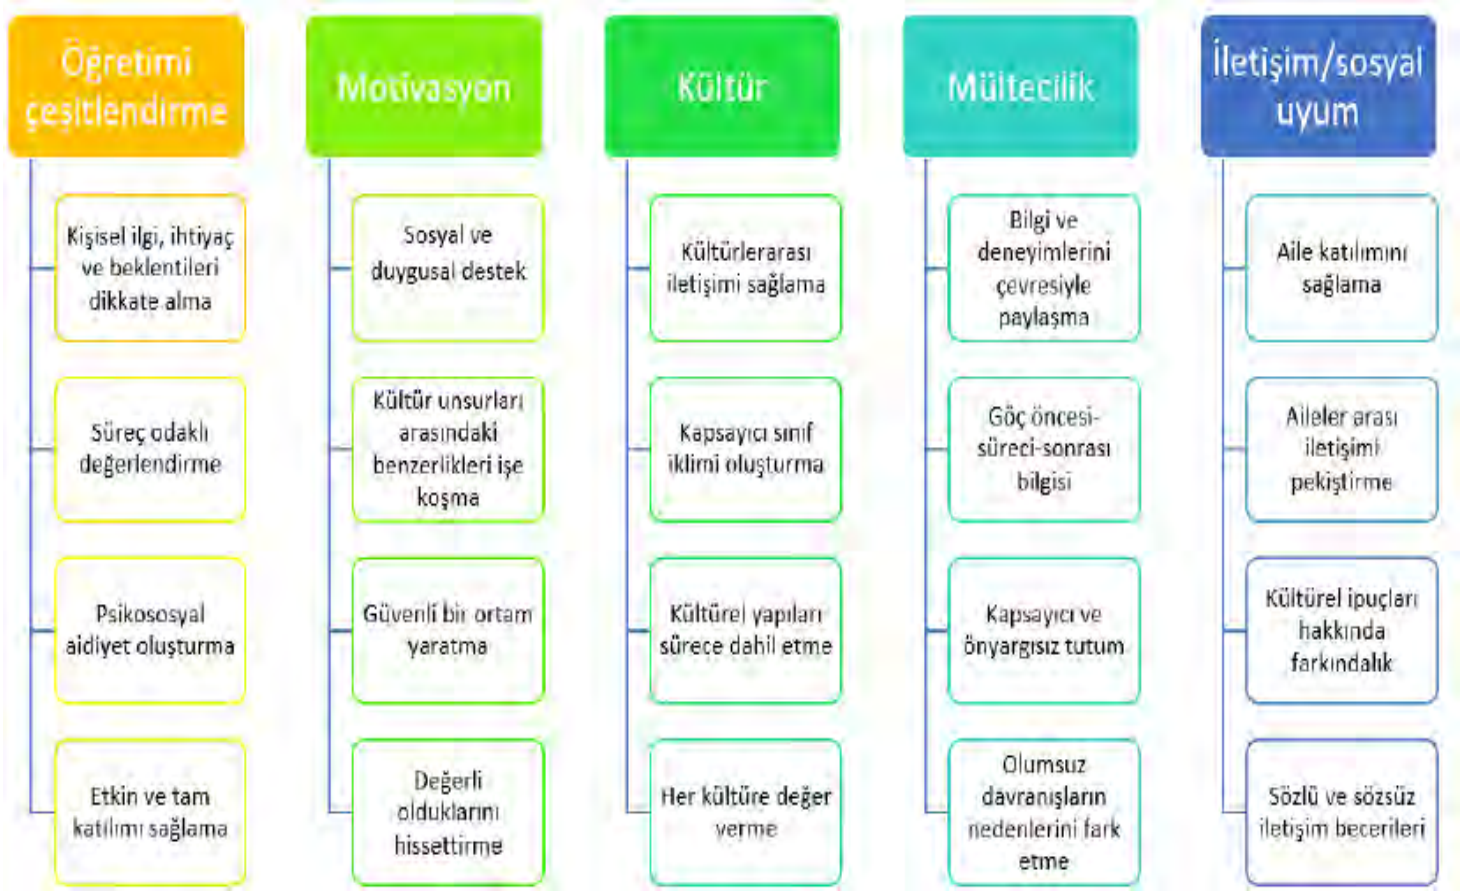 Öğretimi
çeşitlendirme
Kişisel ilgi, ihtiyaç
ve beklentileri
dikkate alma
Süreç odaklı
değerlendirme
Psikososyal
aidiyet oluşturma
Etkin ve tam
katılımı sağlama
Motivasyon
Sosyal ve
duygusal destek
Kültür unsurları
arasındaki
benzerlikleri işe
koşma
Güvenli bir ortam
yaratma
Değerli
olduklarını
hissettirme
Kültür
Kültürlerarası
iletişimi sağlama
Kapsayıcı sınıf
iklimi oluşturma
Kültürel yapıları
sürece dahil etme
Her kültüre değer
verme
Mültecilik
Bilgi ve
deneyimlerini
çevresiyle
paylaşma
Göç öncesi-
süreci-sonrası
bilgisi
Kapsayıcı ve
önyargısız tutum
Olumsuz
davranışların
nedenlerini fark
etme
İletişim/sosyal
uyum
Aile katılımını
sağlama
Aileler arası
iletişimi
pekiştirme
Kültürel ipuçları
hakkında
farkındalık
Sözlü ve sözsüz
iletişim becerileri